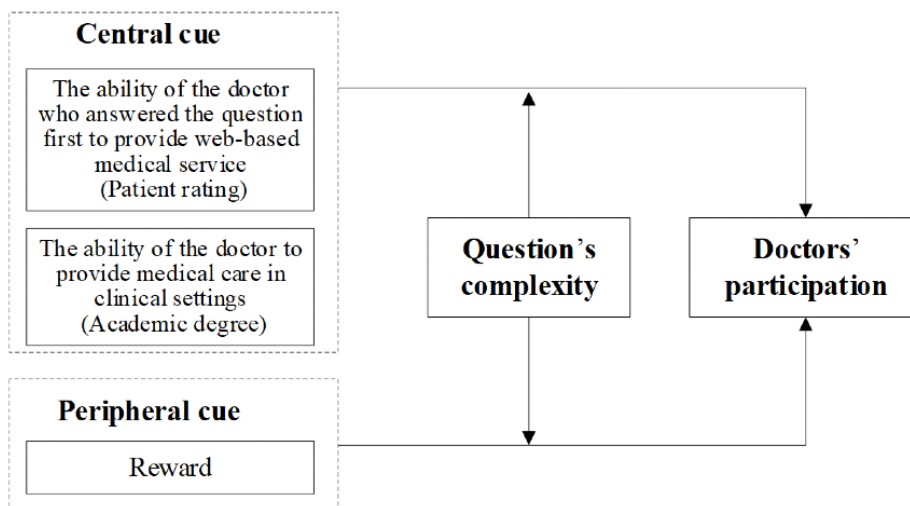 Central cue
The ability of the doctor
who answered the question
first to provide web-based
medical service
(Patient rating)
The ability of the doctor to
provide medical care in
clinical settings
(Academic degree)
Question’s
complexity
Doctors’
participation
Peripheral cue
Reward